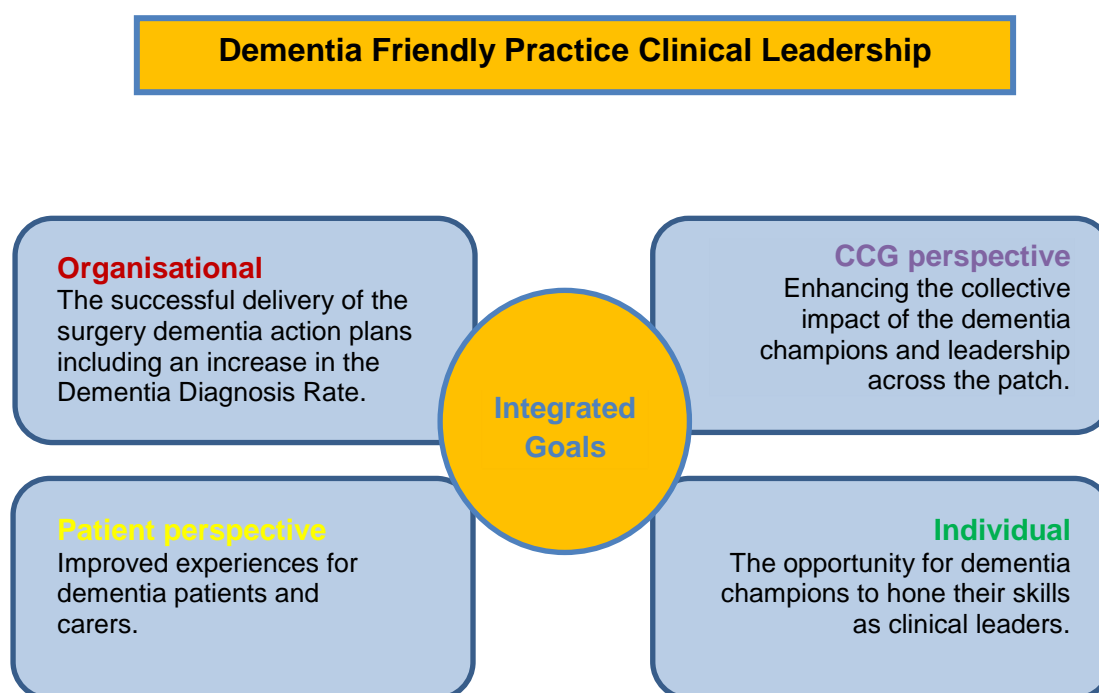 Dementia Friendly Practice Clinical Leadership
Organisational
The successful delivery of the
surgery dementia action plans
including an increase in the
Dementia Diagnosis Rate.
CCG perspective
Enhancing the collective
impact of the dementia
champions and leadership
across the patch.
Integrated
Goals
Patient perspective
Improved experiences for
dementia patients and
carers.
Individual
The opportunity for dementia
champions to hone their skills
as clinical leaders.